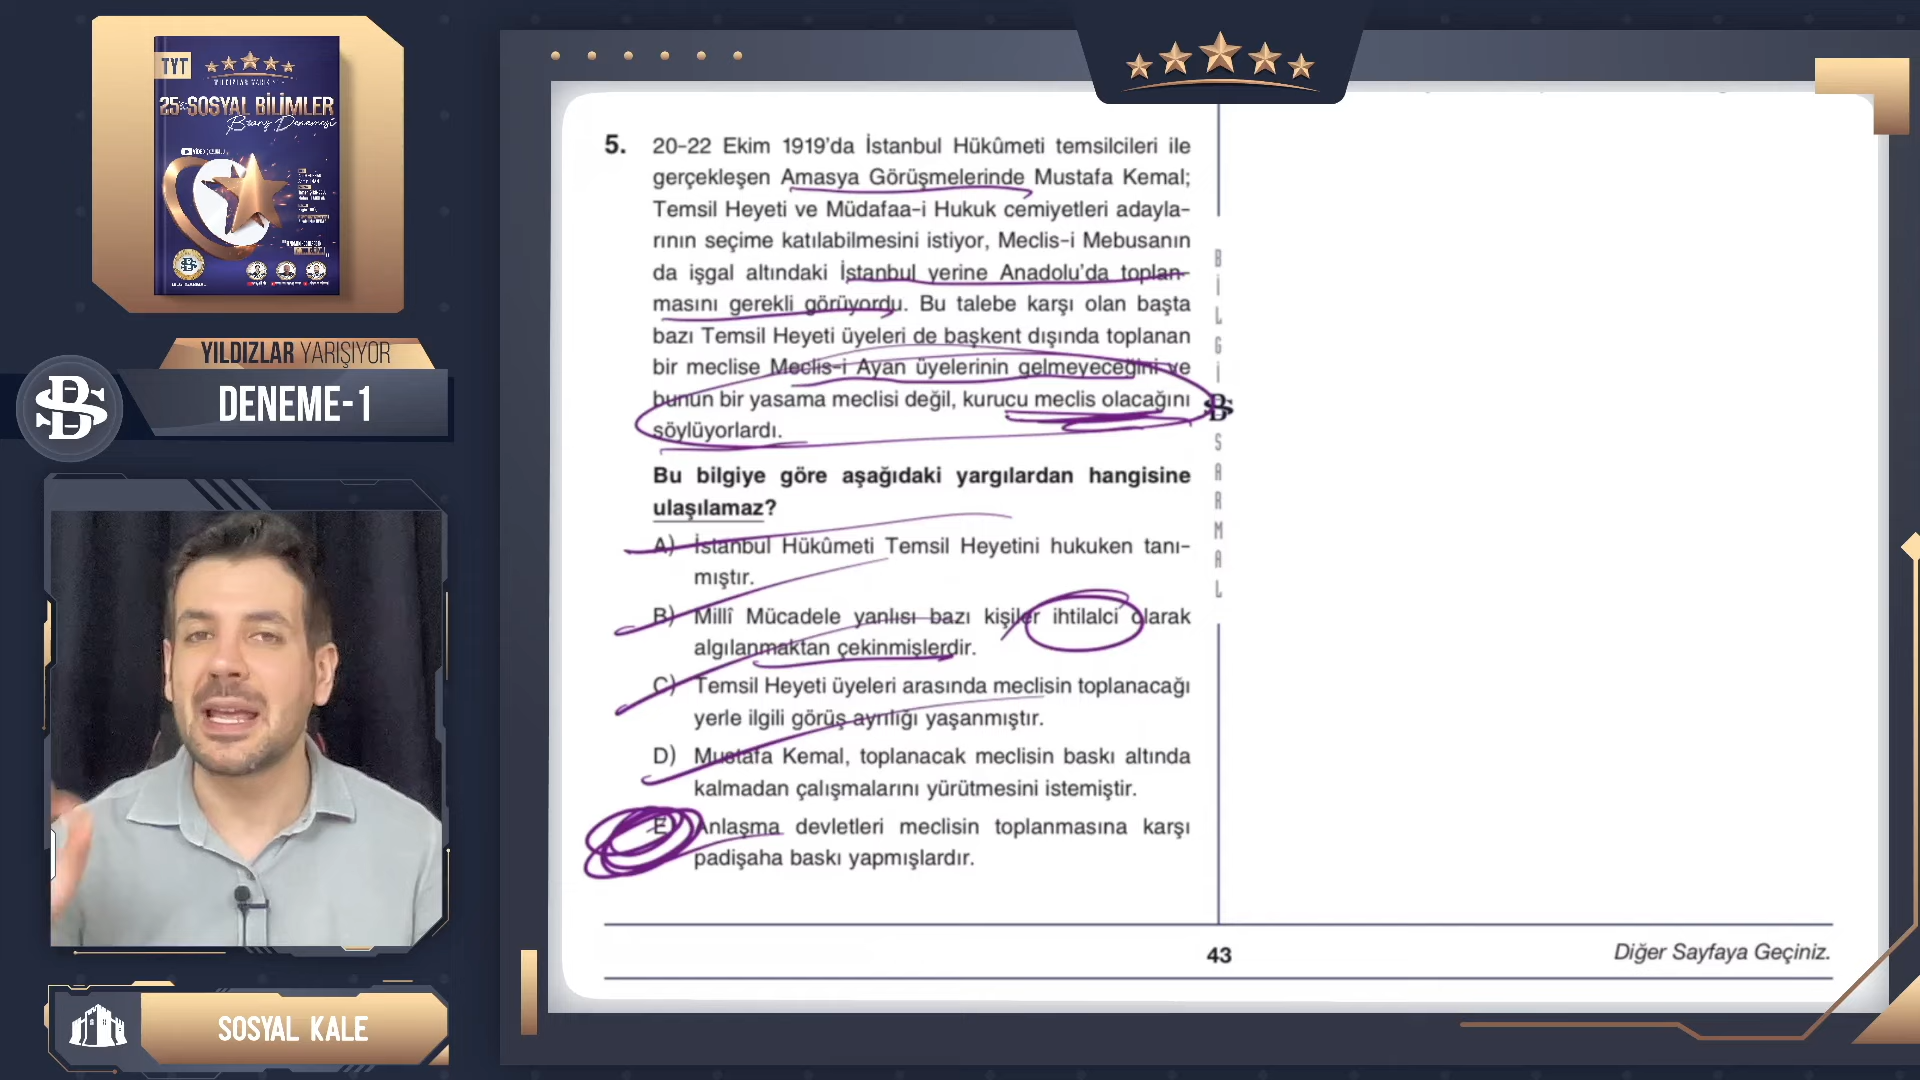 TYT
YILDIZLAR YARIŞIYOR
25x SOSYAL BİLİMLER
Branş Denemesi
YILDIZLAR YARIŞIYOR
DENEME-1
SOSYAL KALE
5. 20-22 Ekim 1919’da İstanbul Hükûmeti temsilcileri ile
gerçekleşen Amasya Görüşmelerinde Mustafa Kemal;
Temsil Heyeti ve Müdafaa-i Hukuk cemiyetleri adayla-
rının seçime katılabilmesini istiyor, Meclis-i Mebusanın
da işgal altındaki İstanbul yerine Anadolu’da toplan-
masını gerekli görüyordu. Bu talebe karşı olan başta
bazı Temsil Heyeti üyeleri de başkent dışında toplanan
bir meclise Meclis-i Ayan üyelerinin gelmeyeceğini ve
bunun bir yasama meclisi değil, kurucu meclis olacağını
söylüyorlardı.
Bu bilgiye göre aşağıdaki yargılardan hangisine
ulaşılamaz?
A) İstanbul Hükûmeti Temsil Heyetini hukuken tanı-
mıştır.
B) Millî Mücadele yanlısı bazı kişiler ihtilalci olarak
algılanmaktan çekinmişlerdir.
C) Temsil Heyeti üyeleri arasında meclisin toplanacağı
yerle ilgili görüş ayrılığı yaşanmıştır.
D) Mustafa Kemal, toplanacak meclisin baskı altında
kalmadan çalışmalarını yürütmesini istemiştir.
E) Anlaşma devletleri meclisin toplanmasına karşı
padişaha baskı yapmışlardır.
BİLGİ
SARMAL
43
Diğer Sayfaya Geçiniz.